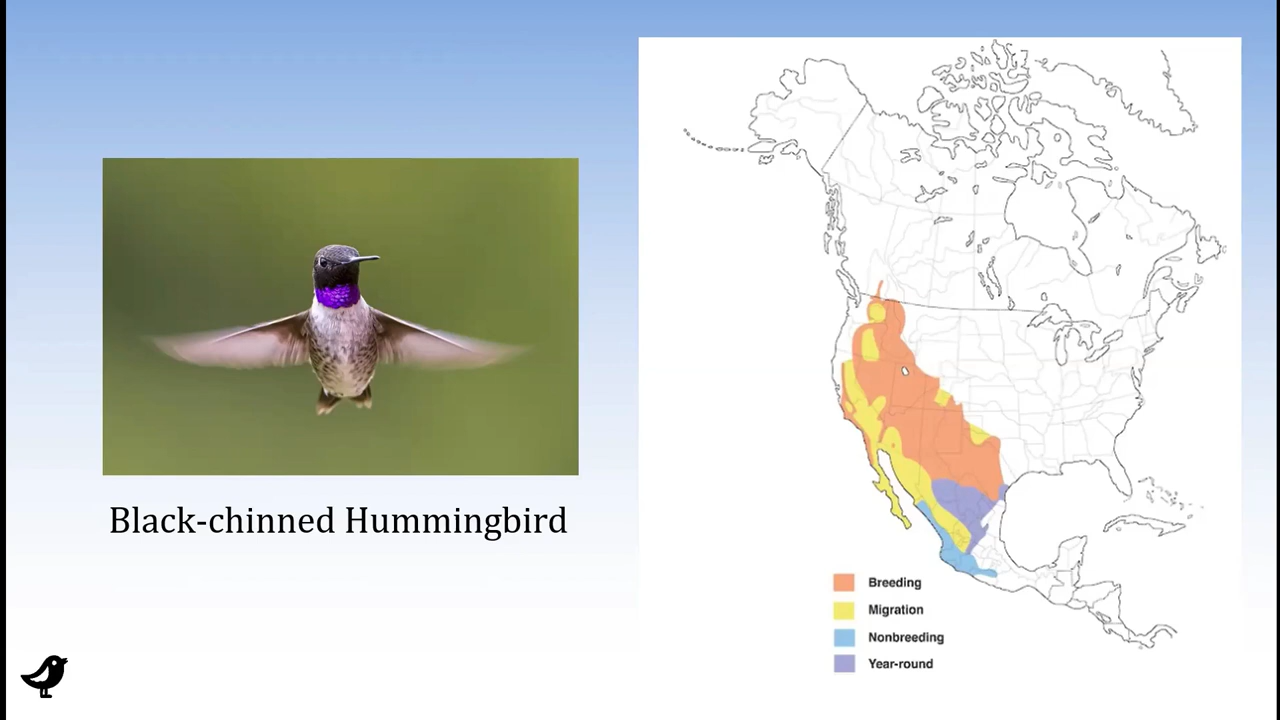 Black-chinned Hummingbird
Breeding
Migration
Nonbreeding
Year-round